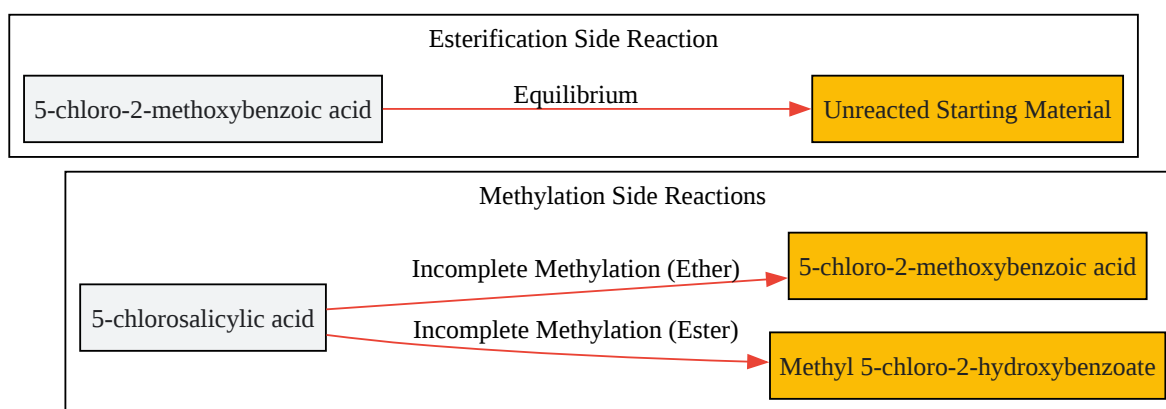 Esterification Side Reaction
5-chloro-2-methoxybenzoic acid
Equilibrium
Unreacted Starting Material
Methylation Side Reactions
5-chlorosalicylic acid
Incomplete Methylation (Ether)
5-chloro-2-methoxybenzoic acid
Incomplete Methylation (Ester)
Methyl 5-chloro-2-hydroxybenzoate